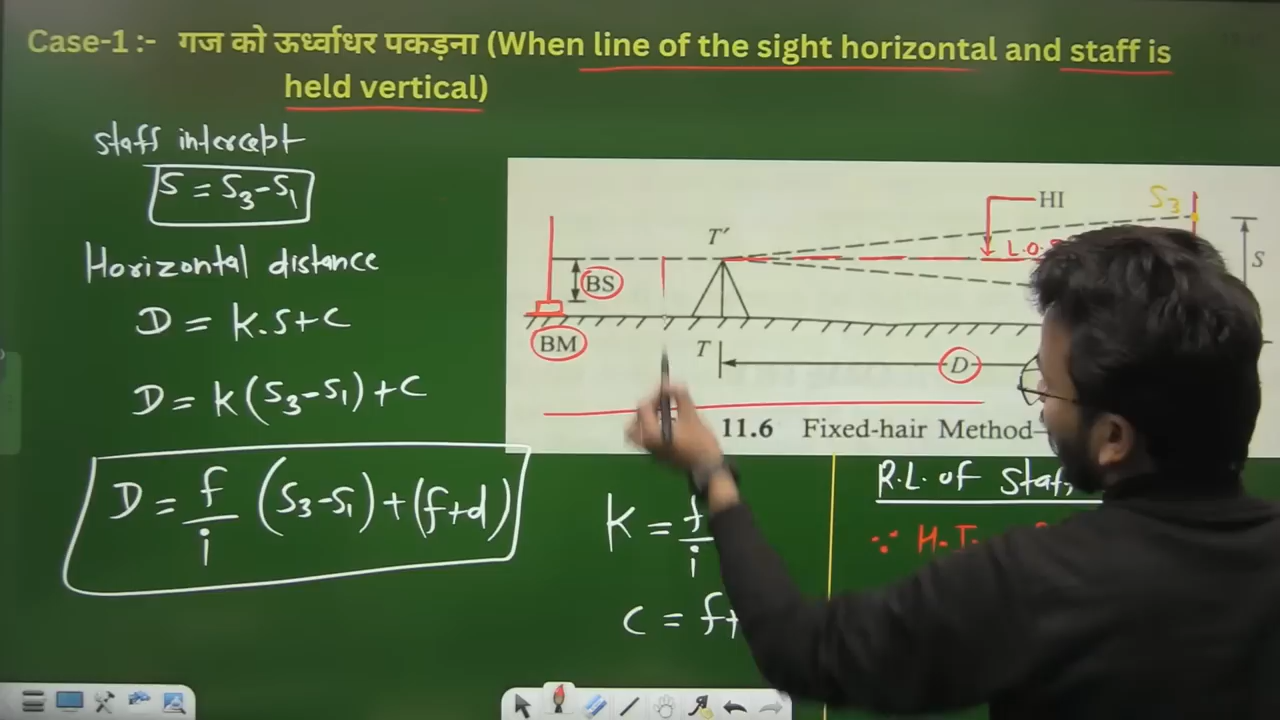 Case-1 :- गज को ऊर्ध्वाधर पकड़ना (When line of the sight horizontal and staff is
held vertical)
staff intercept
S = S3-S1
Horizontal distance
D = K.S+C
D = K(S3-S1)+C
D = f/i (S3-S1)+(f+d)
HI
S3
T'
L.O.S
BS
S
BM
T
D
11.6 Fixed-hair Method
K = f/i
C = f+
R.L. of Staff
∵ H.I.